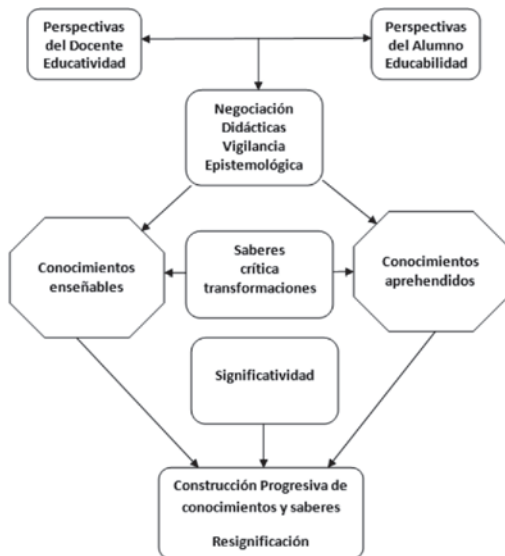 Perspectivas
del Docente
Educatividad
Perspectivas
del Alumno
Educabilidad
Negociación
Didácticas
Vigilancia
Epistemológica
Conocimientos
enseñables
Saberes
crítica
transformaciones
Conocimientos
aprehendidos
Significatividad
Construcción Progresiva de
conocimientos y saberes
Resignificación